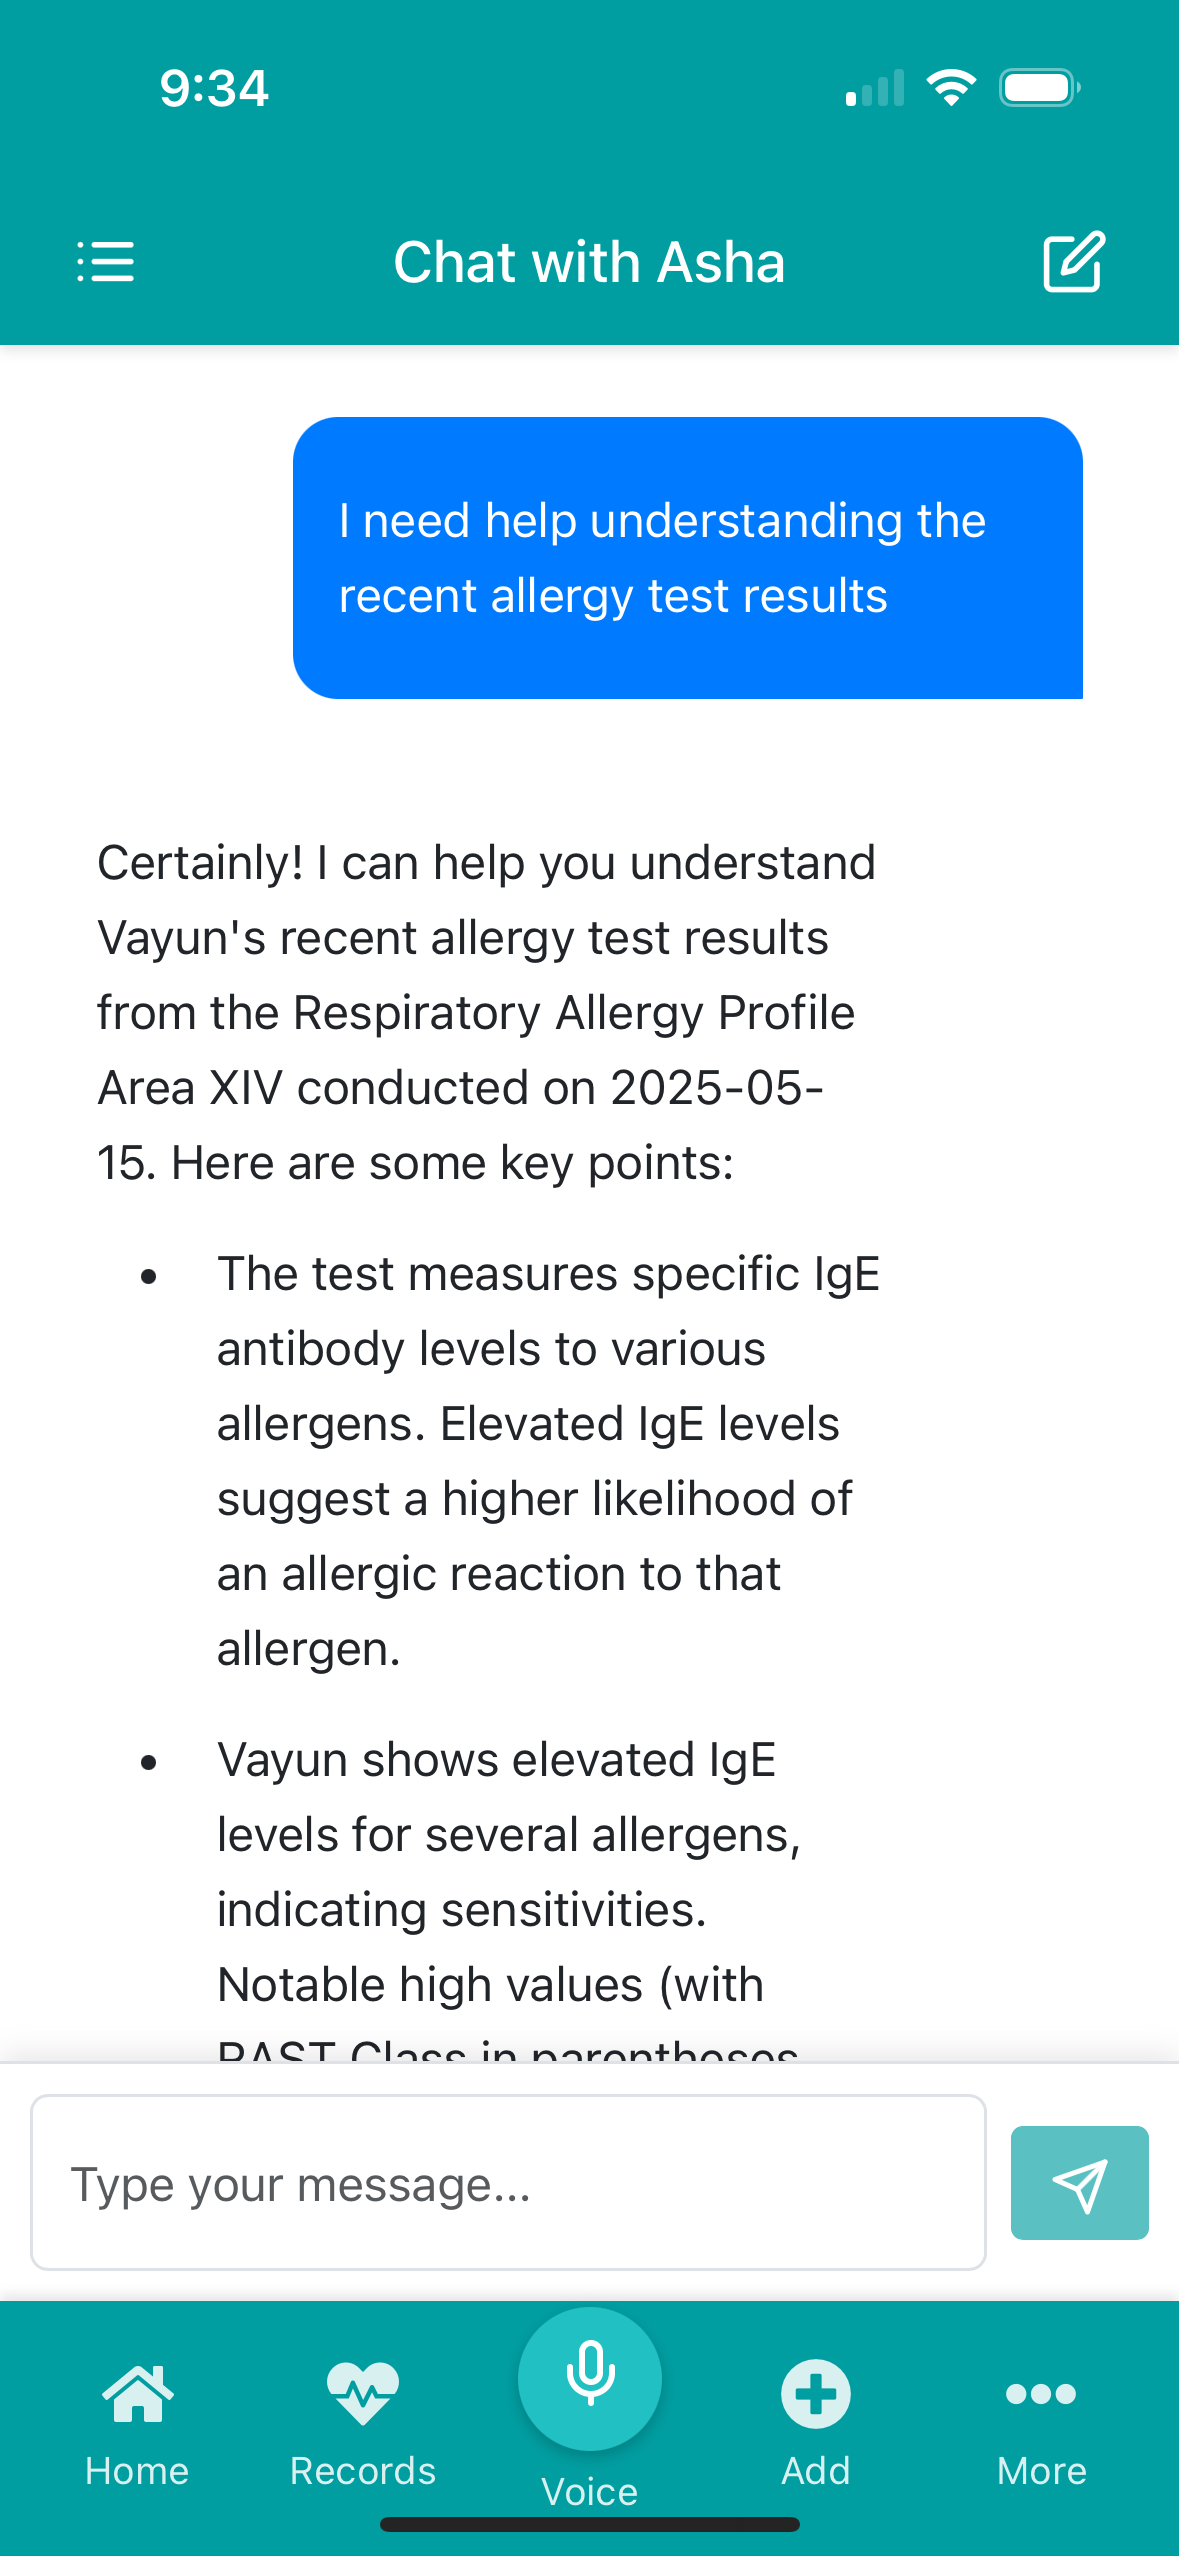 9:34
Chat with Asha
I need help understanding the
recent allergy test results
Certainly! I can help you understand
Vayun's recent allergy test results
from the Respiratory Allergy Profile
Area XIV conducted on 2025-05-
15. Here are some key points:
• The test measures specific IgE
antibody levels to various
allergens. Elevated IgE levels
suggest a higher likelihood of
an allergic reaction to that
allergen.
• Vayun shows elevated IgE
levels for several allergens,
indicating sensitivities.
Notable high values (with
RAST Class in parentheses
Type your message...
Home
Records
Voice
Add
More